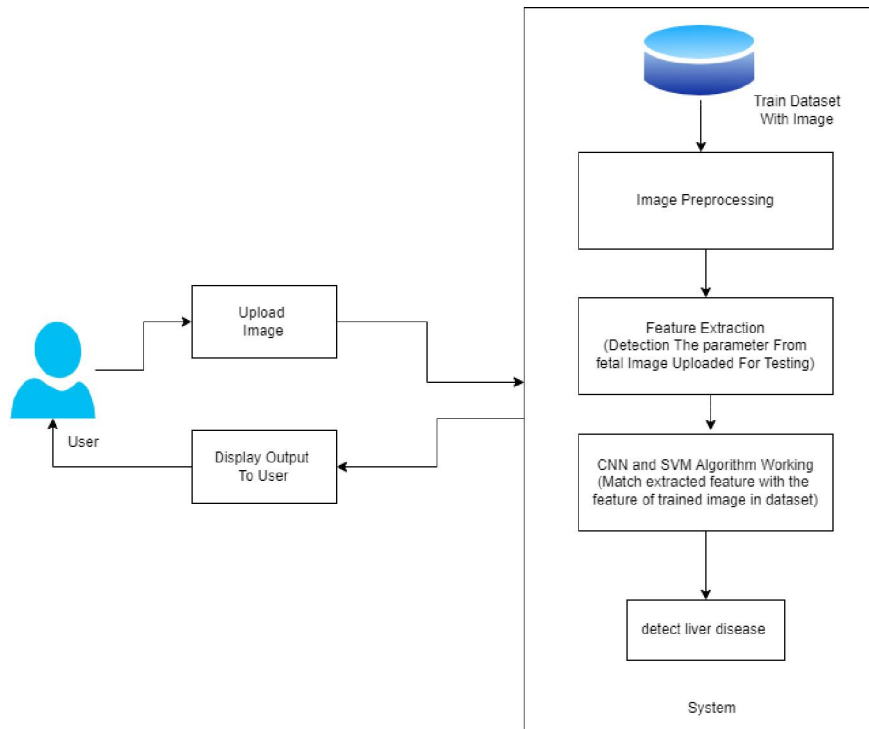 Train Dataset
With Image
Image Preprocessing
Upload
Image
Feature Extraction
(Detection The parameter From
fetal Image Uploaded For Testing)
User
Display Output
To User
CNN and SVM Algorithm Working
(Match extracted feature with the
feature of trained image in dataset)
detect liver disease
System